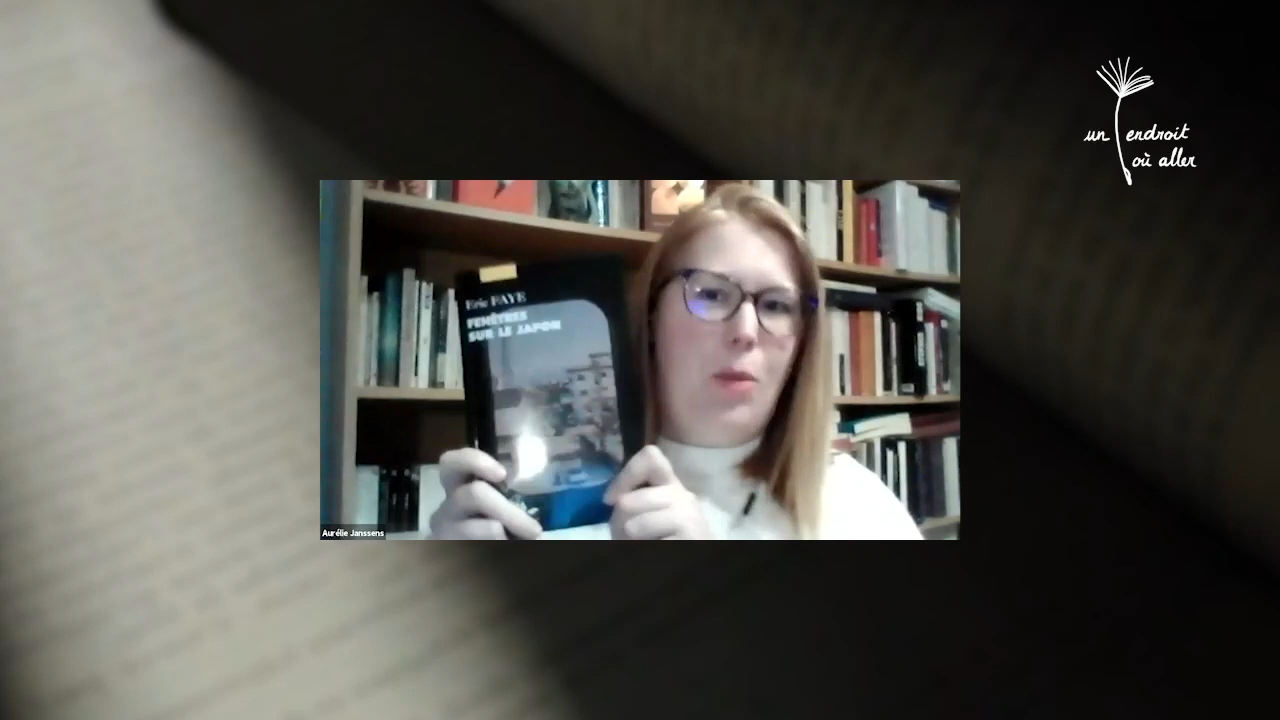 un endroit
où aller
Eric FAYE
FENÊTRES
SUR LE JAPON
Aurélie Janssens